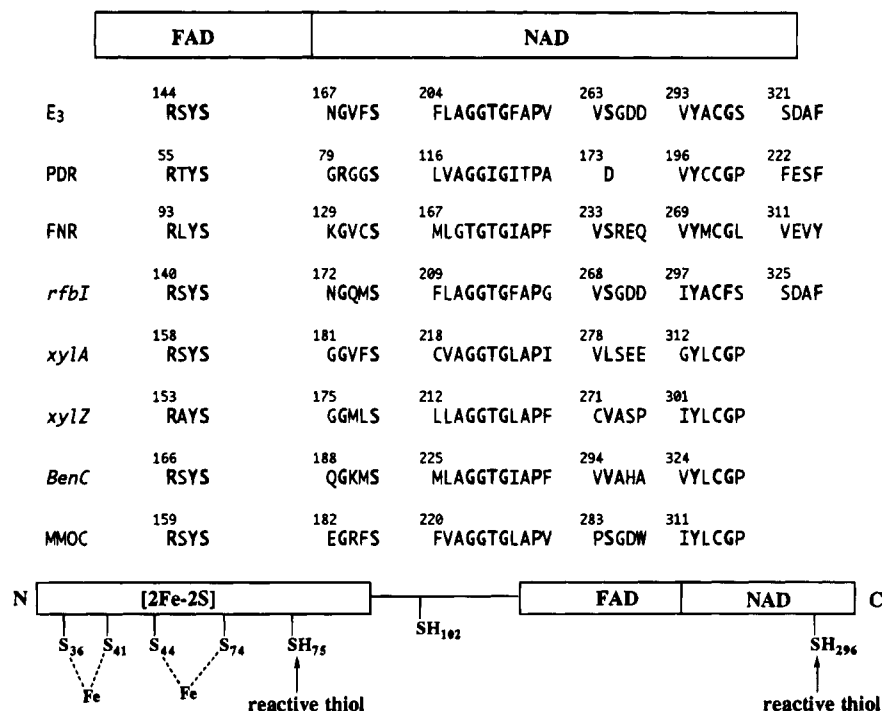 FAD NAD
144 167 204 263 293 321
E3 RSYS NGVFS FLAGGTGFAPV VSGDD VYACGS SDAF
55 79 116 173 196 222
PDR RTYS GRGGS LVAGGIGITPA D VYCCGP FESF
93 129 167 233 269 311
FNR RLYS KGVCS MLGTGTGIAPF VSREQ VYMCGL VEVY
140 172 209 268 297 325
rfbI RSYS NGQMS FLAGGTGFAPG VSGDD IYACFS SDAF
158 181 218 278 312
xylA RSYS GGVFS CVAGGTGLAPI VLSEE GYLCGP
153 175 212 271 301
xylZ RAYS GGMLS LLAGGTGLAPF CVASP IYLCGP
166 188 225 294 324
BenC RSYS QGKMS MLAGGTGIAPF VVAHA VYLCGP
159 182 220 283 311
MMOC RSYS EGRFS FVAGGTGLAPV PSGDW IYLCGP
N [2Fe-2S] FAD NAD C
S36 S41 S44 S74 SH75 SH102 SH296
Fe Fe
reactive thiol reactive thiol